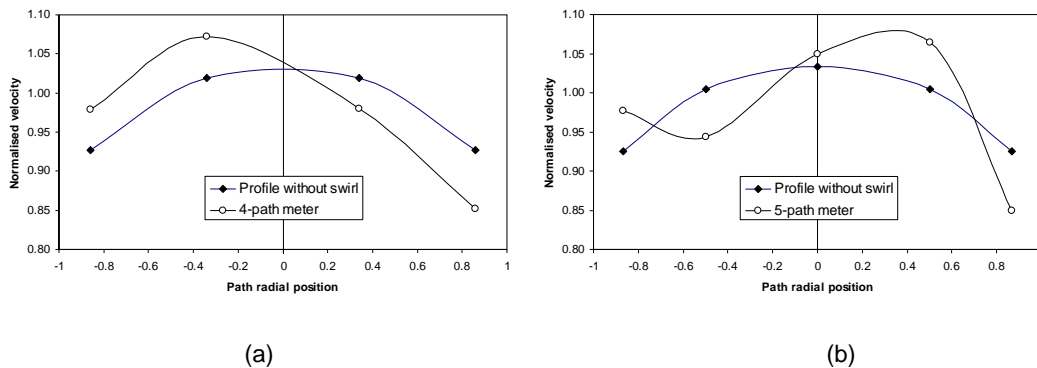 1.10
1.05
1.00
0.95
0.90
0.85
0.80
Normalised velocity
Profile without swirl
4-path meter
-1 -0.8 -0.6 -0.4 -0.2 0 0.2 0.4 0.6 0.8 1
Path radial position
(a)
1.10
1.05
1.00
0.95
0.90
0.85
0.80
Normalised velocity
Profile without swirl
5-path meter
-1 -0.8 -0.6 -0.4 -0.2 0 0.2 0.4 0.6 0.8
Path radial position
(b)